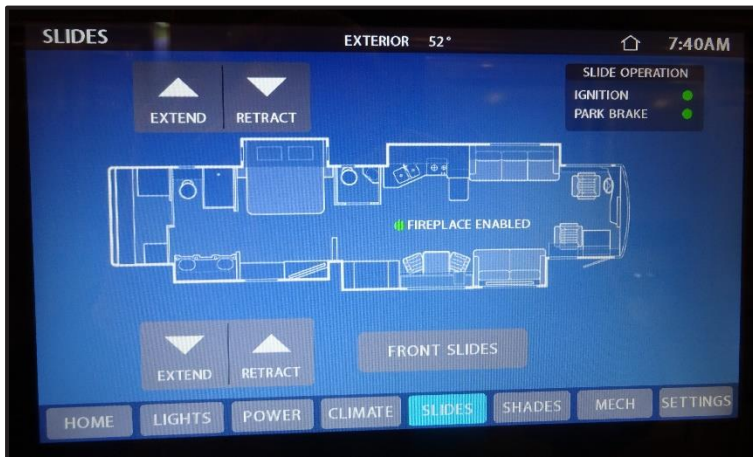 SLIDES
EXTERIOR 52°
7:40AM
SLIDE OPERATION
IGNITION
PARK BRAKE
EXTEND
RETRACT
FIREPLACE ENABLED
EXTEND
RETRACT
FRONT SLIDES
HOME
LIGHTS
POWER
CLIMATE
SLIDES
SHADES
MECH
SETTINGS